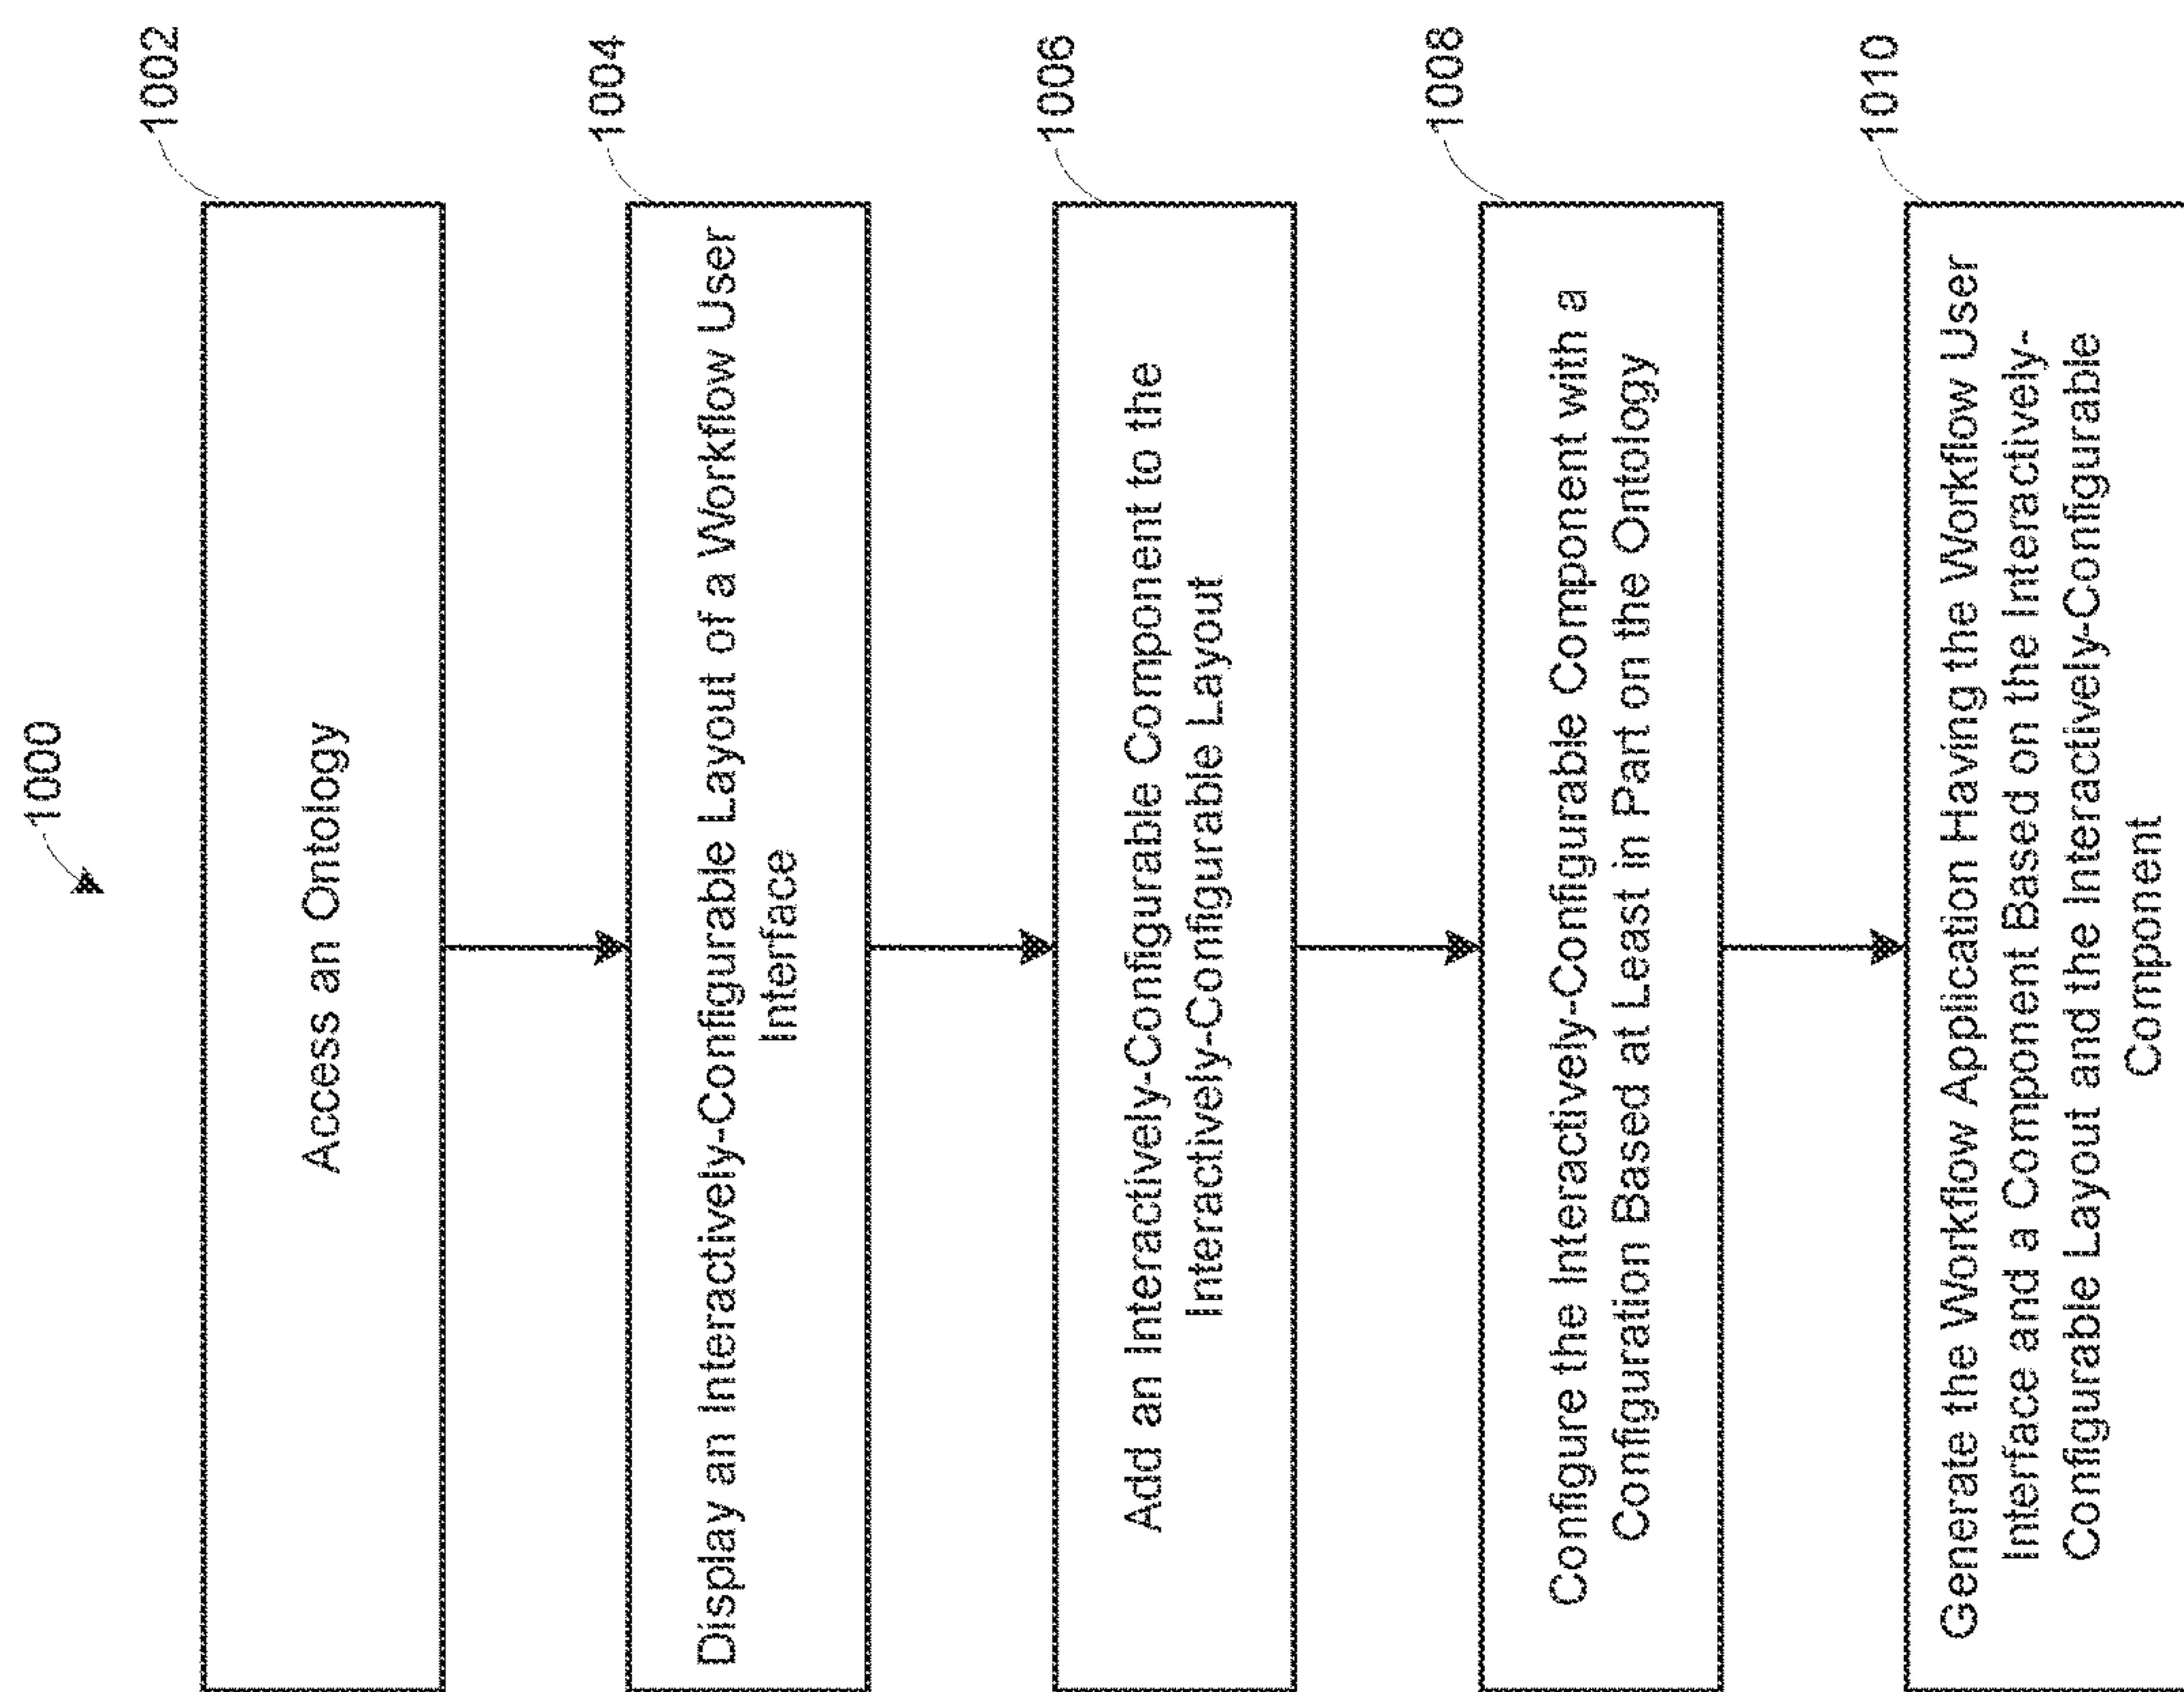 1000
1002
Access an Ontology
1004
Display an Interactively-Configurable Layout of a Workflow User
Interface
1006
Add an Interactively-Configurable Component to the
Interactively-Configurable Layout
1008
Configure the Interactively-Configurable Component with a
Configuration Based at Least in Part on the Ontology
1010
Generate the Workflow Application Having the Workflow User
Interface and a Component Based on the Interactively-
Configurable Layout and the Interactively-Configurable
Component